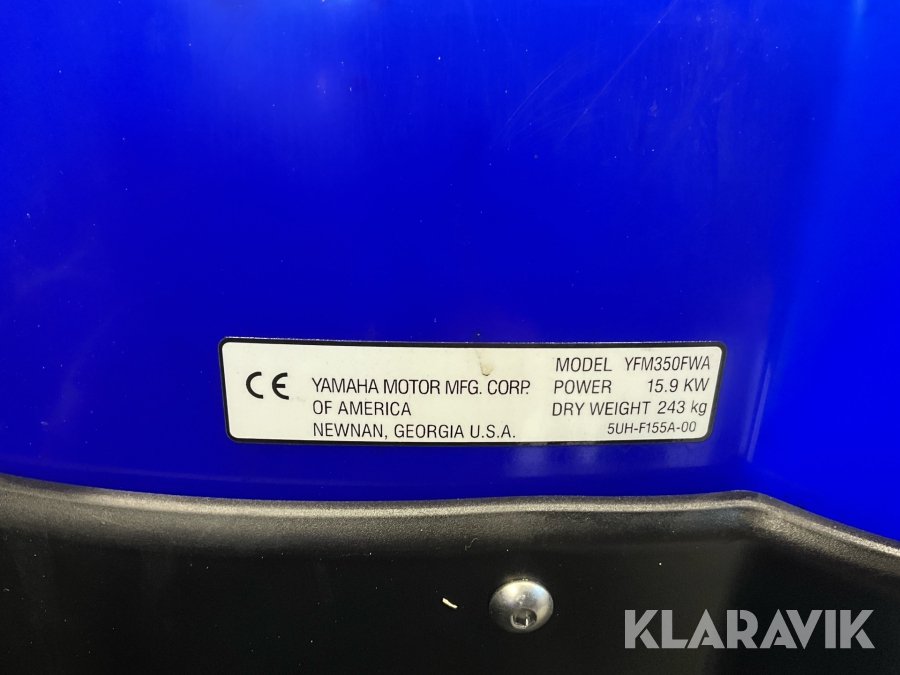 CE
YAMAHA MOTOR MFG. CORP.
OF AMERICA
NEWNAN, GEORGIA U.S.A.
MODEL YFM350FWA
POWER 15.9 KW
DRY WEIGHT 243 kg
5UH-F155A-00
KLARAVIK